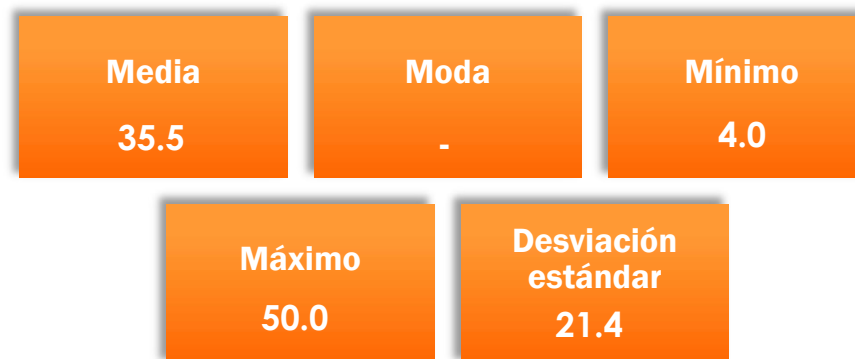 Media
35.5
Moda
-
Mínimo
4.0
Máximo
50.0
Desviación
estándar
21.4